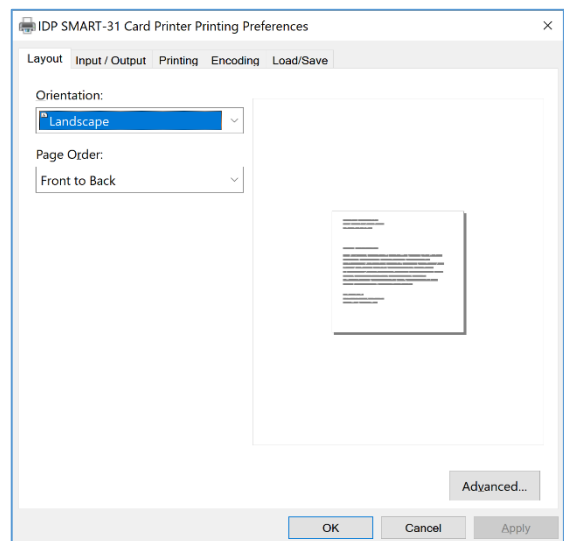 IDP SMART-31 Card Printer Printing Preferences
Layout Input / Output Printing Encoding Load/Save
Orientation:
Landscape
Page Order:
Front to Back
Advanced...
OK Cancel Apply